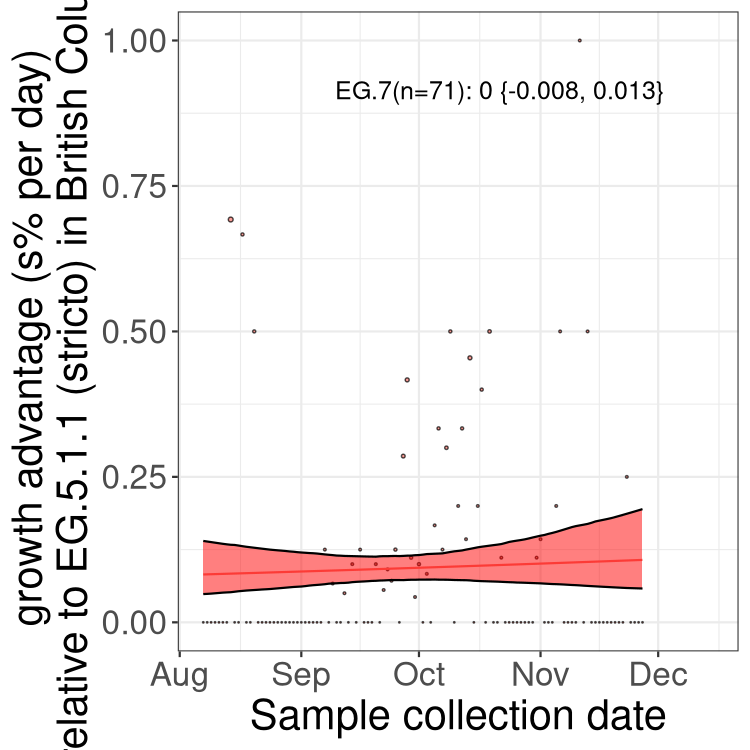 growth advantage (s% per day)
relative to EG.5.1.1 (stricto) in British
1.00
0.75
0.50
0.25
0.00
EG.7(n=71): 0 {-0.008, 0.013}
Aug Sep Oct Nov Dec
Sample collection date